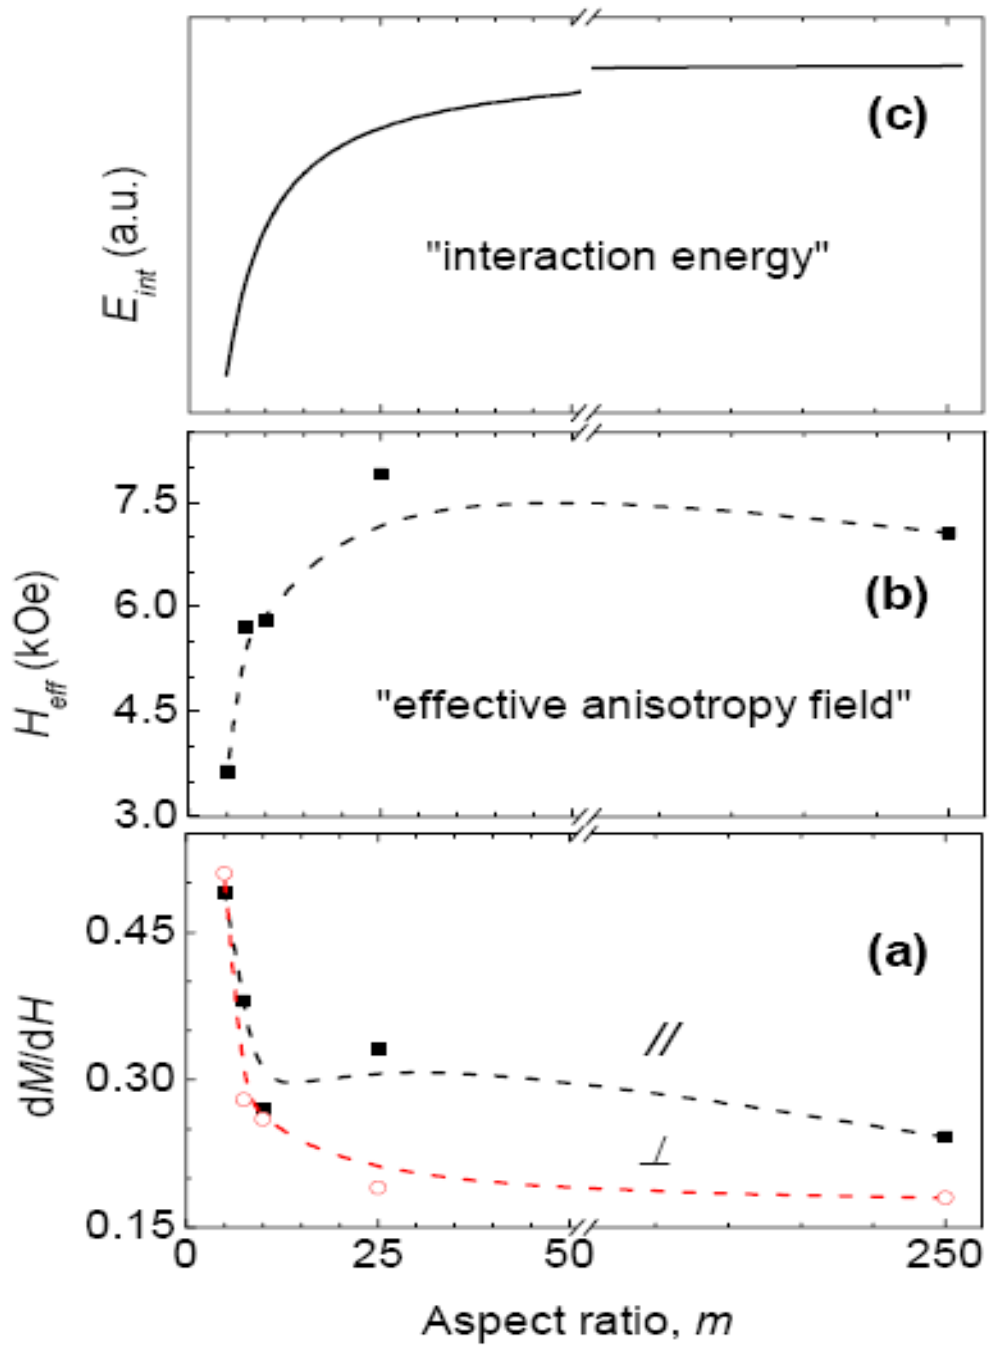 (c)
E_int (a.u.)
"interaction energy"
7.5
6.0
4.5
3.0
H_eff (kOe)
(b)
"effective anisotropy field"
0.45
0.30
0.15
dM/dH
(a)
//
⊥
0 25 50 250
Aspect ratio, m